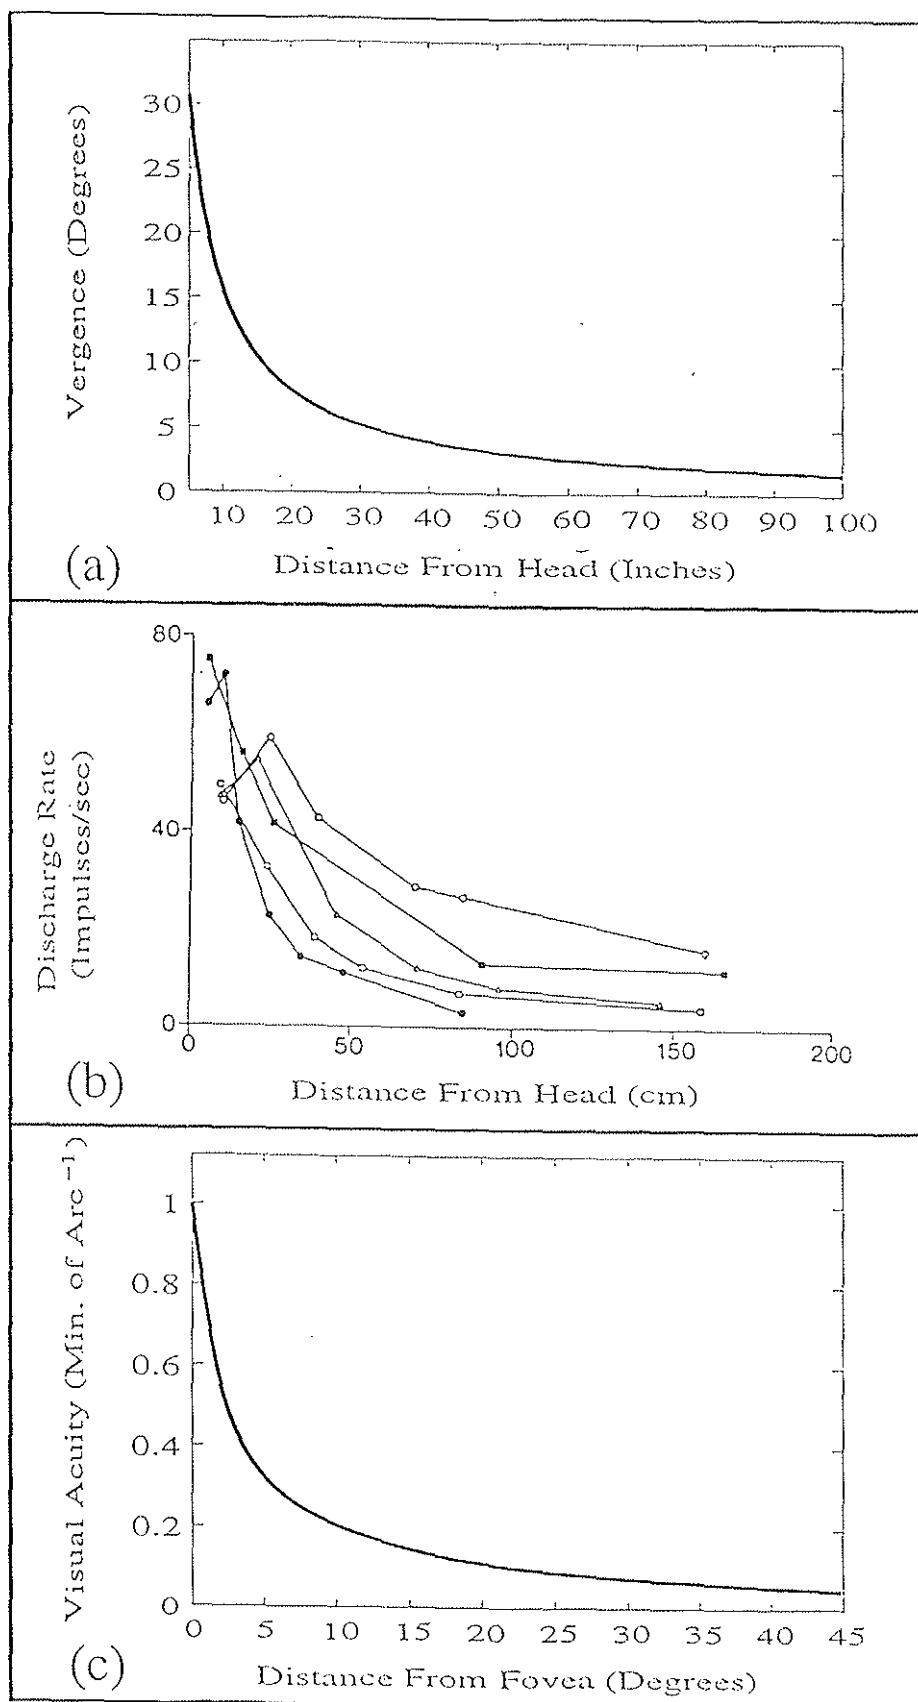 30
25
20
15
10
5
0
Vergence (Degrees)
10 20 30 40 50 60 70 80 90 100
Distance From Head (Inches)
(a)
80
40
0
Discharge Rate
(Impulses/sec)
0 50 100 150 200
Distance From Head (cm)
(b)
1
0.8
0.6
0.4
0.2
0
Visual Acuity (Min. of Arc⁻¹)
0 5 10 15 20 25 30 35 40 45
Distance From Fovea (Degrees)
(c)